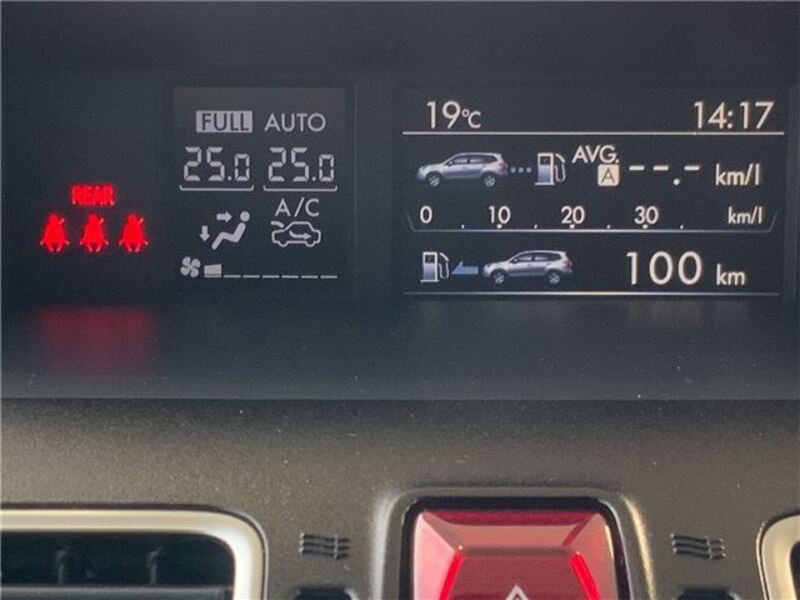 REAR
FULL AUTO
25.0 25.0
A/C
19°C 14:17
AVG.
A --.- km/l
0 10 20 30 km/l
100 km